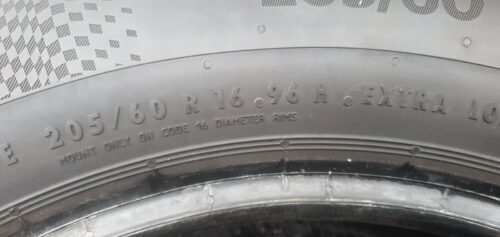 E 205/60 R 16 .96 H .EXTRA
MOUNT ONLY ON CODE 16 DIAMETER RIMS